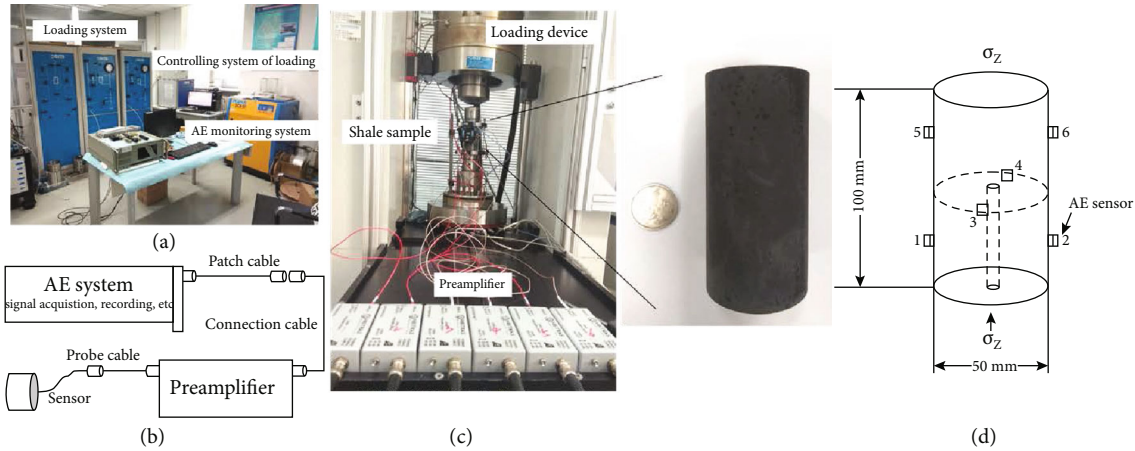 Loading system
Controlling system of loading
AE monitoring system
(a)
AE system
signal acquistion, recording, etc
Patch cable
Connection cable
Probe cable
Sensor
Preamplifier
(b)
Loading device
Shale sample
Preamplifier
(c)
σZ
5
6
4
3
AE sensor
1
2
100 mm
σZ
50 mm
(d)